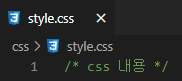 style.css
css > style.css
1 /* css 내용 */